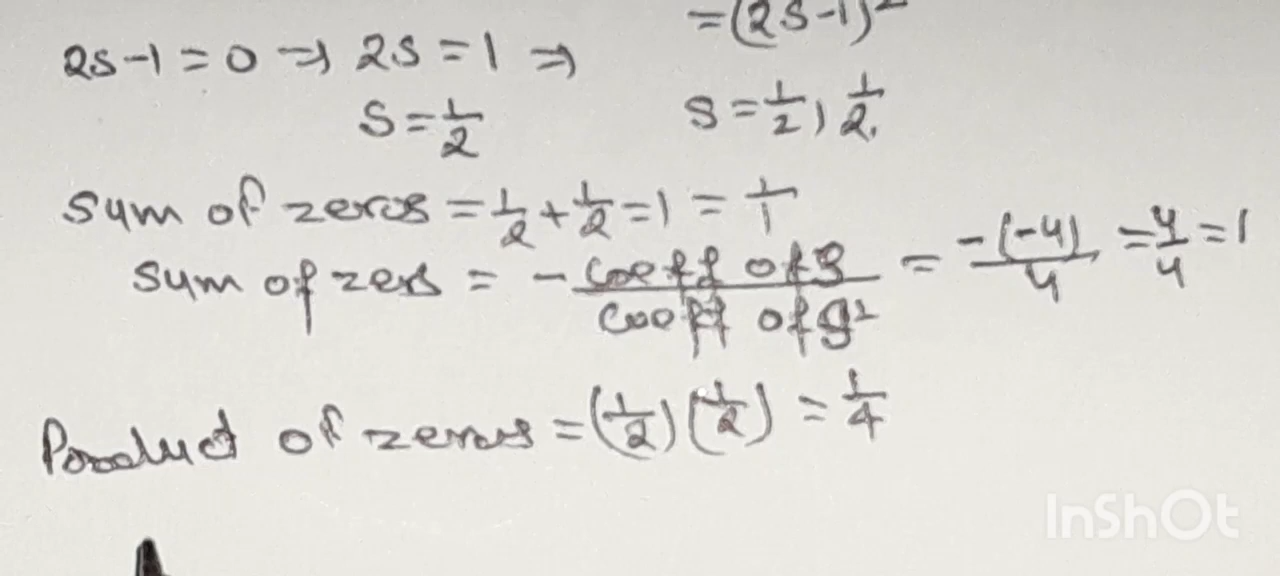 =(2s-1)²
2s-1=0 ⇒ 2s=1 ⇒
s=1/2
s=1/2, 1/2.
Sum of zeros = 1/2 + 1/2 = 1 = 1/1
Sum of zers = - coeff of s / coeff of s² = -(-4)/4 = 4/4 = 1
Product of zeros = (1/2)(1/2) = 1/4
InShOt